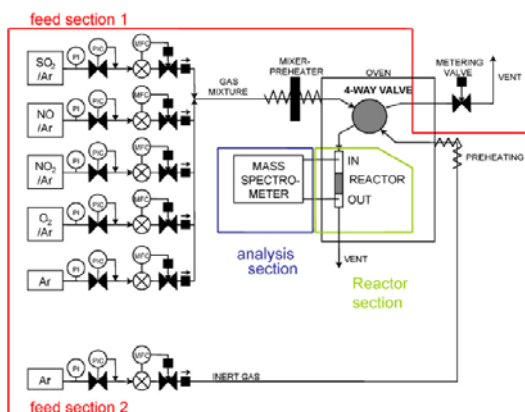 feed section 1
SO2
/Ar
PI
PIC
MFC
NO
/Ar
PI
PIC
MFC
NO2
/Ar
PI
PIC
MFC
O2
/Ar
PI
PIC
MFC
Ar
PI
PIC
MFC
GAS
MIXTURE
MIXER-
PREHEATER
OVEN
4-WAY VALVE
METERING
VALVE
VENT
PREHEATING
MASS
SPECTRO-
METER
IN
REACTOR
OUT
analysis
section
VENT
Reactor
section
Ar
PI
PIC
MFC
INERT GAS
feed section 2